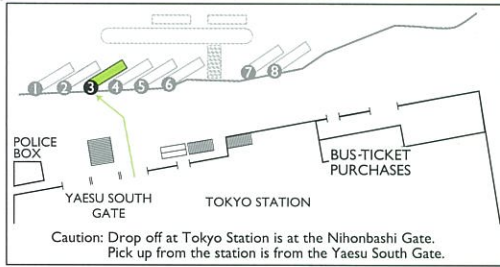 1 2 3 4 5 6 7 8
POLICE
BOX
YAESU SOUTH
GATE
TOKYO STATION
BUS-TICKET
PURCHASES
Caution: Drop off at Tokyo Station is at the Nihonbashi Gate.
Pick up from the station is from the Yaesu South Gate.